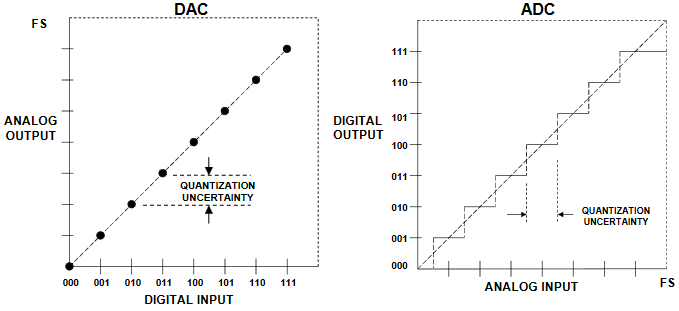 DAC
FS
ANALOG
OUTPUT
QUANTIZATION
UNCERTAINTY
000 001 010 011 100 101 110 111
DIGITAL INPUT
ADC
111
110
101
100
011
010
001
000
DIGITAL
OUTPUT
QUANTIZATION
UNCERTAINTY
ANALOG INPUT
FS